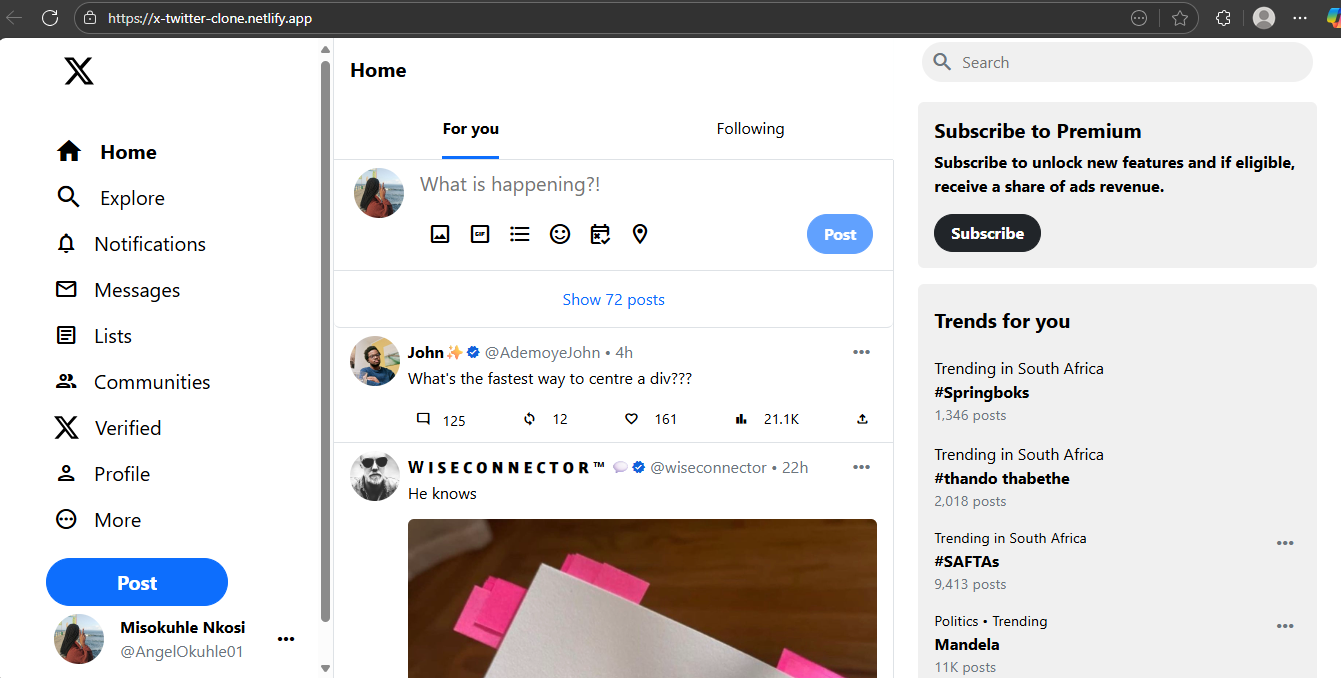 https://x-twitter-clone.netlify.app
Home
Explore
Notifications
Messages
Lists
Communities
Verified
Profile
More
Post
Misokuhle Nkosi
@AngelOkuhle01
Home
For you
Following
What is happening?!
GIF
Post
Show 72 posts
John✨ @AdemoyeJohn • 4h
What's the fastest way to centre a div???
125 12 161 21.1K
WISECONNECTOR™ @wiseconnector • 22h
He knows
Search
Subscribe to Premium
Subscribe to unlock new features and if eligible,
receive a share of ads revenue.
Subscribe
Trends for you
Trending in South Africa
#Springboks
1,346 posts
Trending in South Africa
#thando thabethe
2,018 posts
Trending in South Africa
#SAFTAs
9,413 posts
Politics • Trending
Mandela
11K posts